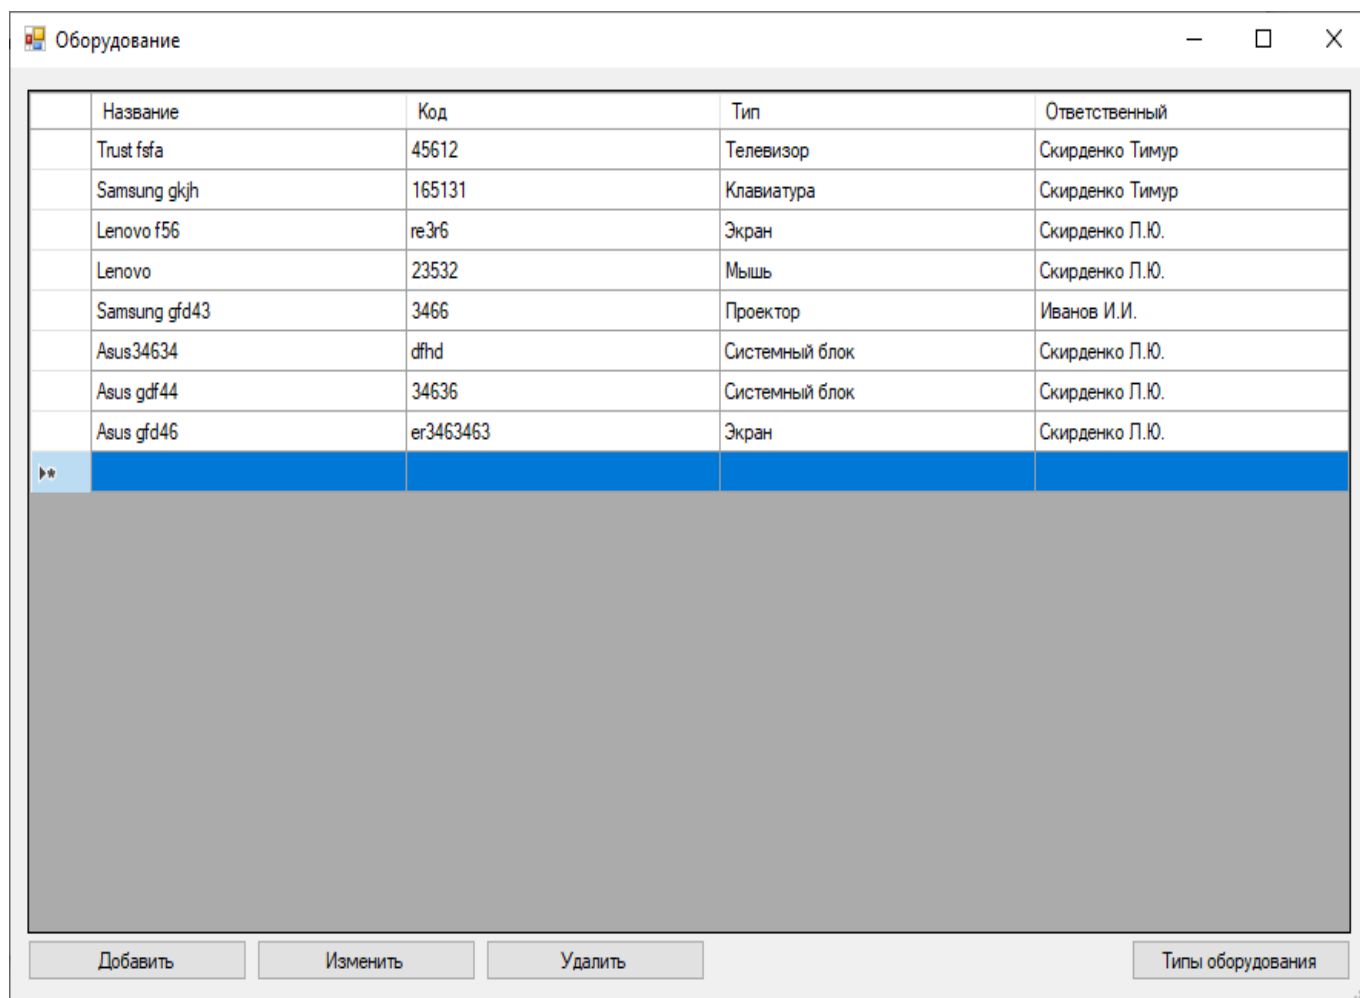 Оборудование
Название Код Тип Ответственный
Trust fsfa 45612 Телевизор Скирденко Тимур
Samsung gkjh 165131 Клавиатура Скирденко Тимур
Lenovo f56 re3r6 Экран Скирденко Л.Ю.
Lenovo 23532 Мышь Скирденко Л.Ю.
Samsung gfd43 3466 Проектор Иванов И.И.
Asus34634 dfhd Системный блок Скирденко Л.Ю.
Asus gdf44 34636 Системный блок Скирденко Л.Ю.
Asus gfd46 er3463463 Экран Скирденко Л.Ю.
Добавить Изменить Удалить Типы оборудования